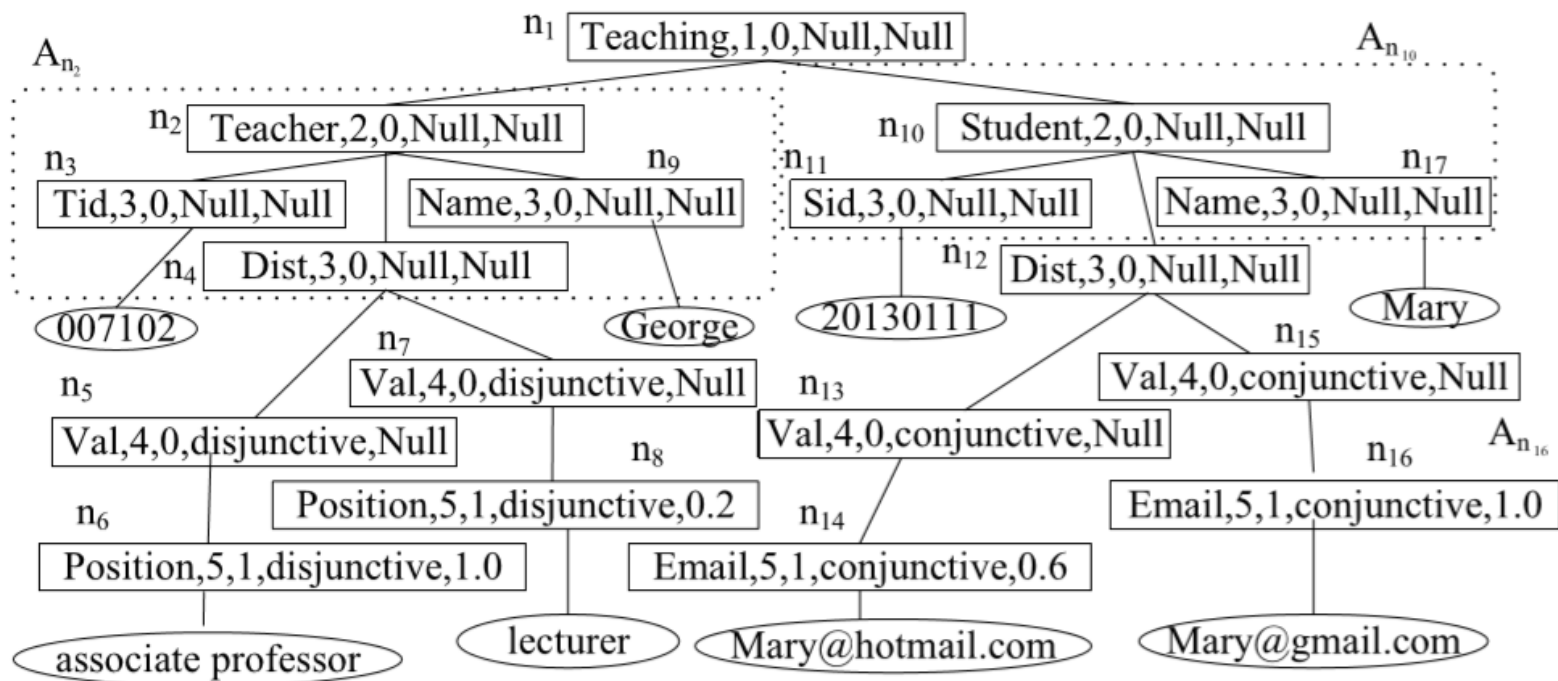 n1 Teaching,1,0,Null,Null
An2
An10
n2 Teacher,2,0,Null,Null
n10 Student,2,0,Null,Null
n3
n9
n11
n17
Tid,3,0,Null,Null
Name,3,0,Null,Null
Sid,3,0,Null,Null
Name,3,0,Null,Null
n4 Dist,3,0,Null,Null
n12 Dist,3,0,Null,Null
007102
George
20130111
Mary
n7
n15
Val,4,0,disjunctive,Null
Val,4,0,conjunctive,Null
n5
n13
Val,4,0,disjunctive,Null
Val,4,0,conjunctive,Null
An16
n8
n16
Position,5,1,disjunctive,0.2
Email,5,1,conjunctive,1.0
n6
n14
Position,5,1,disjunctive,1.0
Email,5,1,conjunctive,0.6
associate professor
lecturer
Mary@hotmail.com
Mary@gmail.com